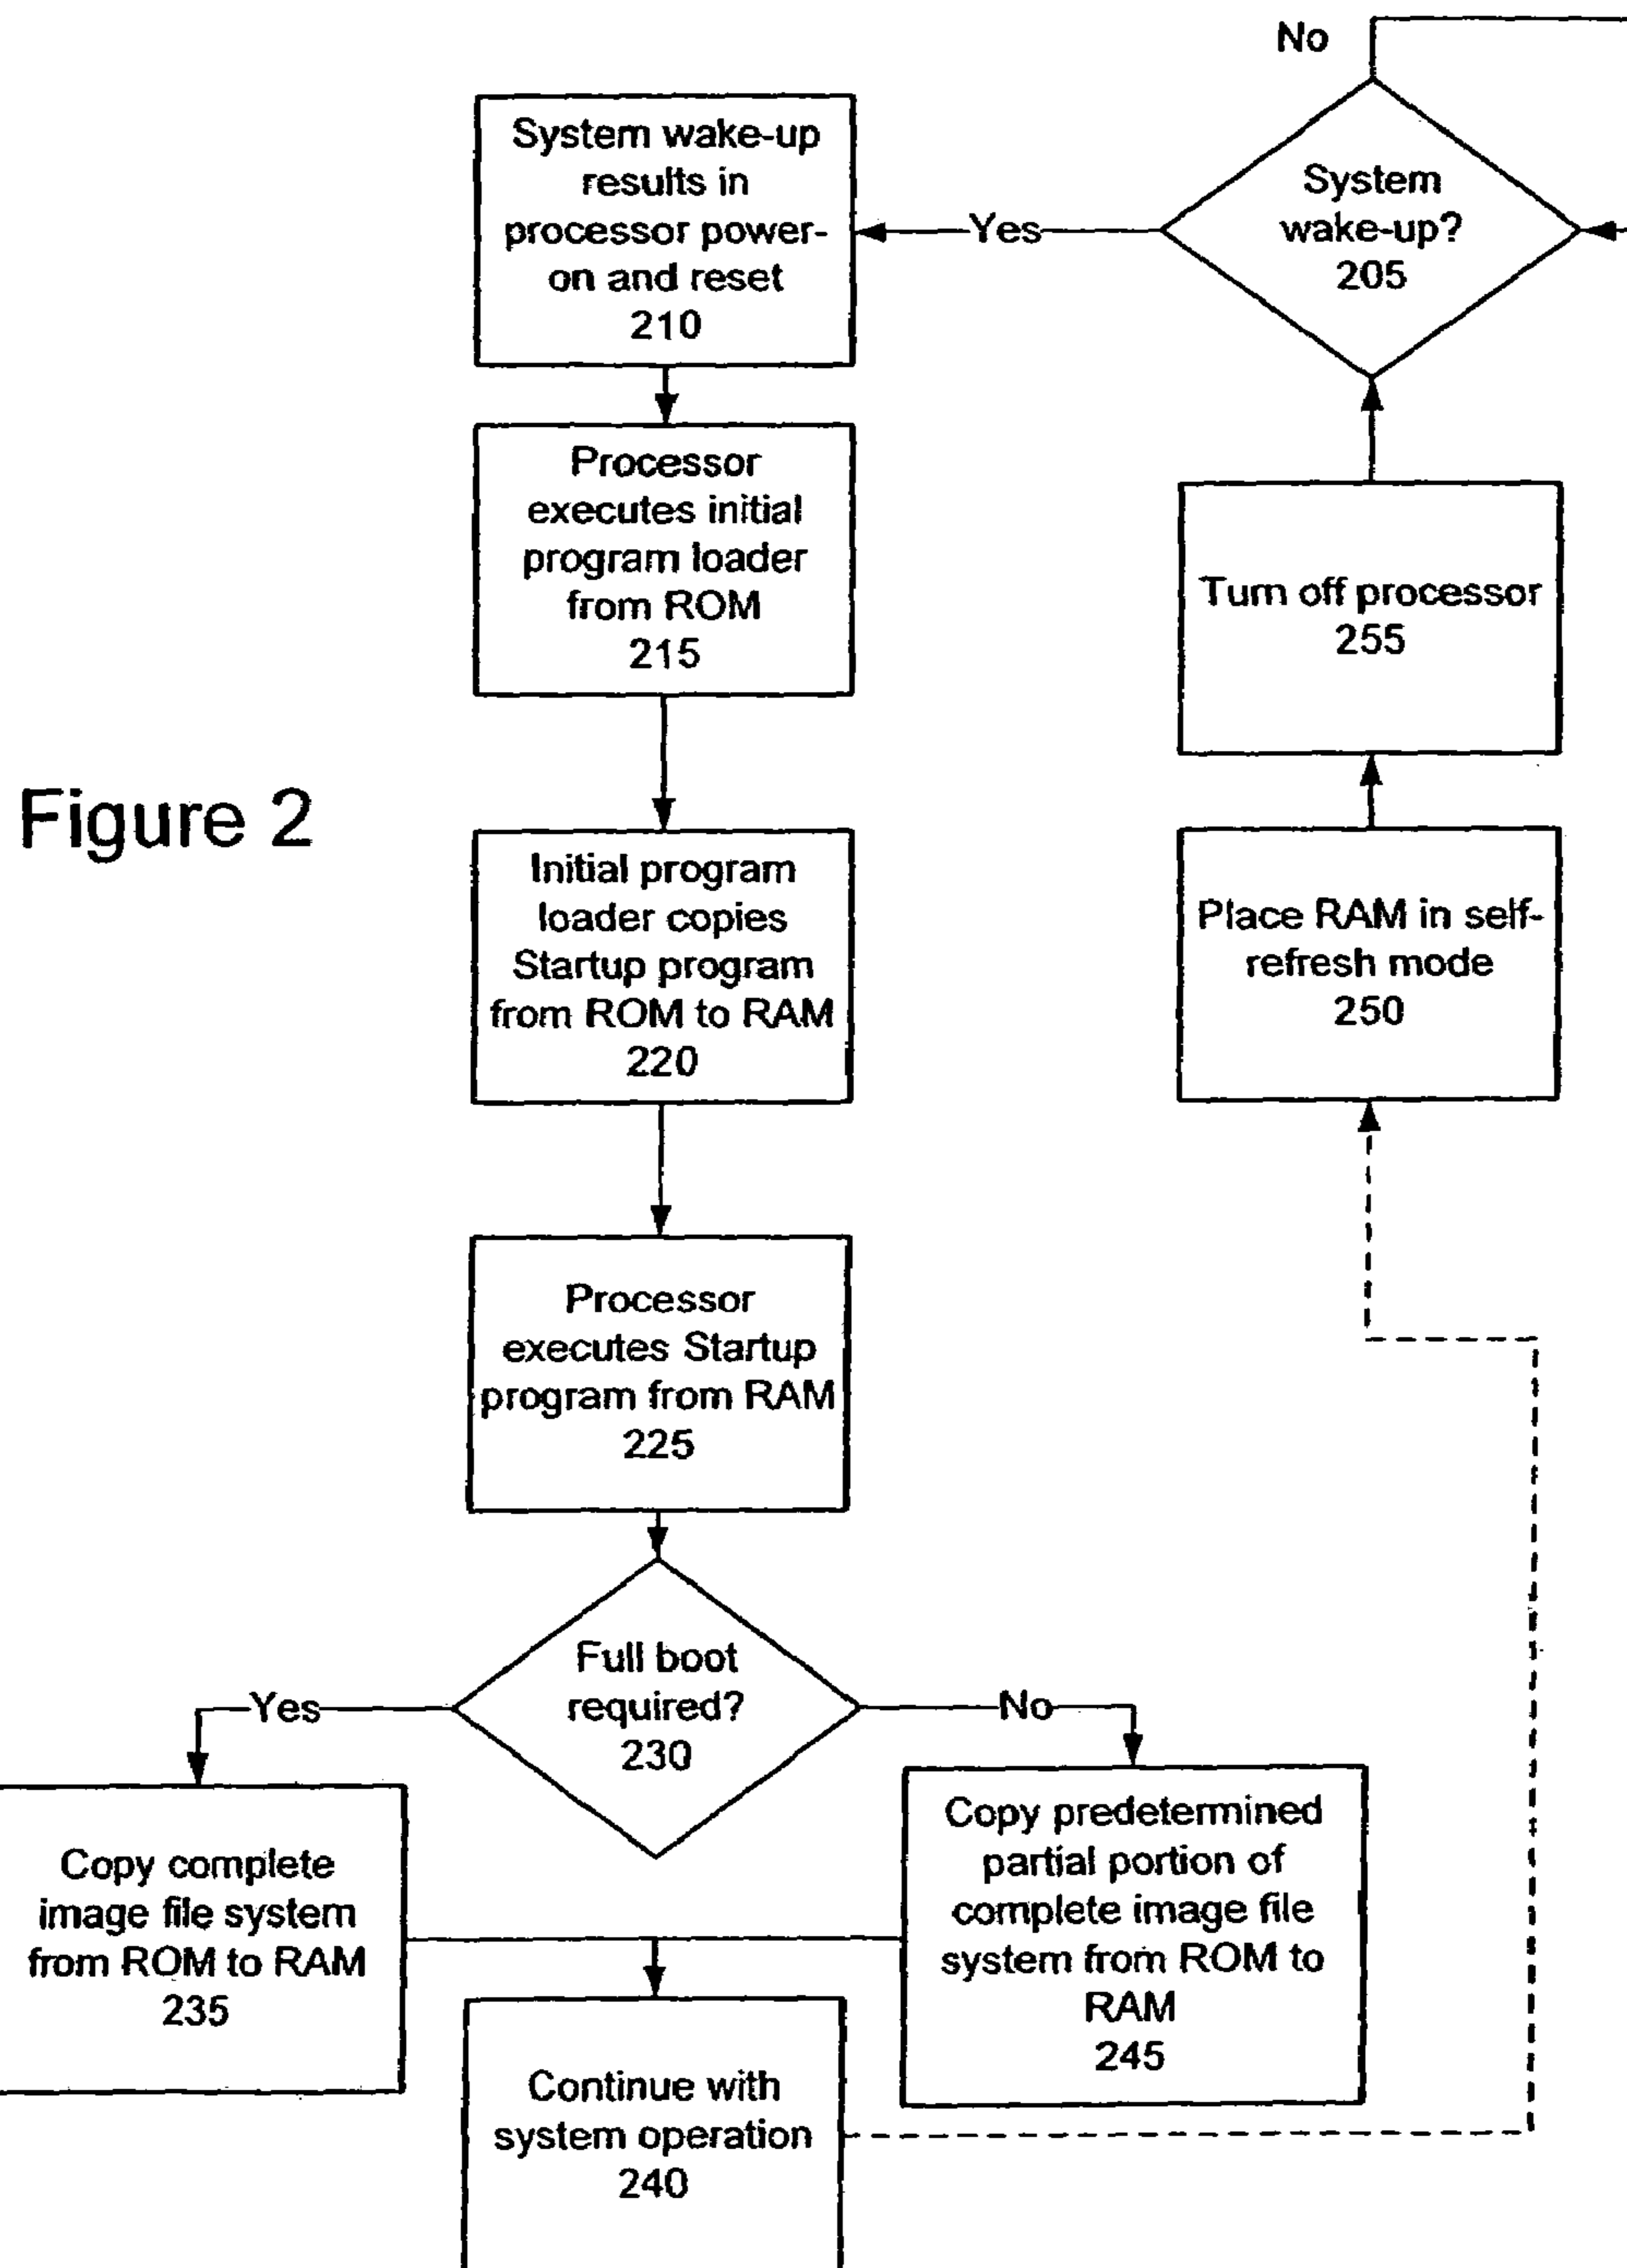 No
System wake-up
results in
processor power-
on and reset
210
Yes
System
wake-up?
205
Processor
executes initial
program loader
from ROM
215
Turn off processor
255
Figure 2
Initial program
loader copies
Startup program
from ROM to RAM
220
Place RAM in self-
refresh mode
250
Processor
executes Startup
program from RAM
225
Full boot
required?
230
Yes
No
Copy complete
image file system
from ROM to RAM
235
Copy predetermined
partial portion of
complete image file
system from ROM to
RAM
245
Continue with
system operation
240